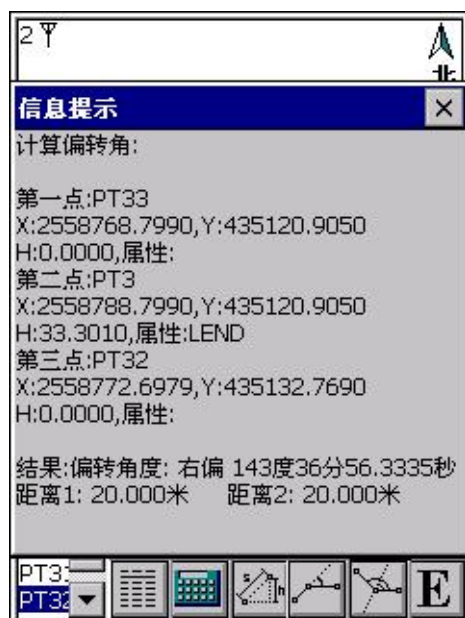 2
北
信息提示
计算偏转角:
第一点:PT33
X:2558768.7990,Y:435120.9050
H:0.0000,属性:
第二点:PT3
X:2558788.7990,Y:435120.9050
H:33.3010,属性:LEND
第三点:PT32
X:2558772.6979,Y:435132.7690
H:0.0000,属性:
结果:偏转角度: 右偏 143度36分56.3335秒
距离1: 20.000米 距离2: 20.000米
PT31
PT32
s h
E